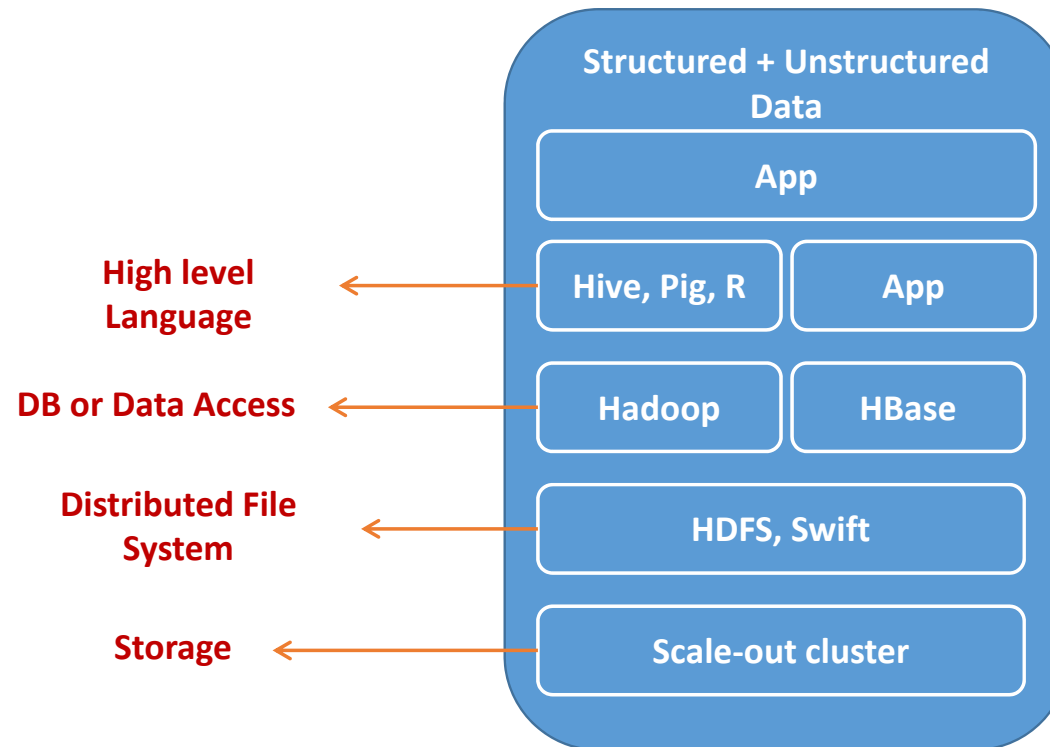 Structured + Unstructured
Data
App
High level
Language
Hive, Pig, R
App
DB or Data Access
Hadoop
HBase
Distributed File
System
HDFS, Swift
Storage
Scale-out cluster